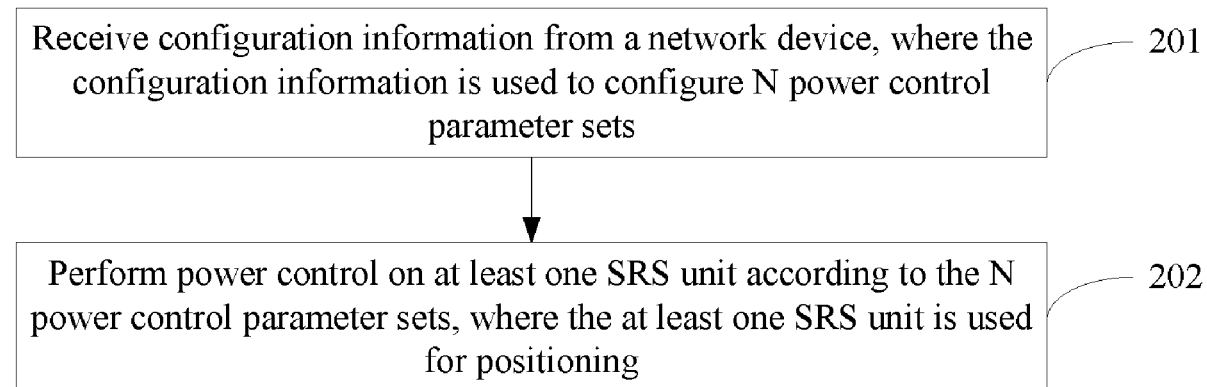 Receive configuration information from a network device, where the
configuration information is used to configure N power control
parameter sets
201
Perform power control on at least one SRS unit according to the N
power control parameter sets, where the at least one SRS unit is used
for positioning
202